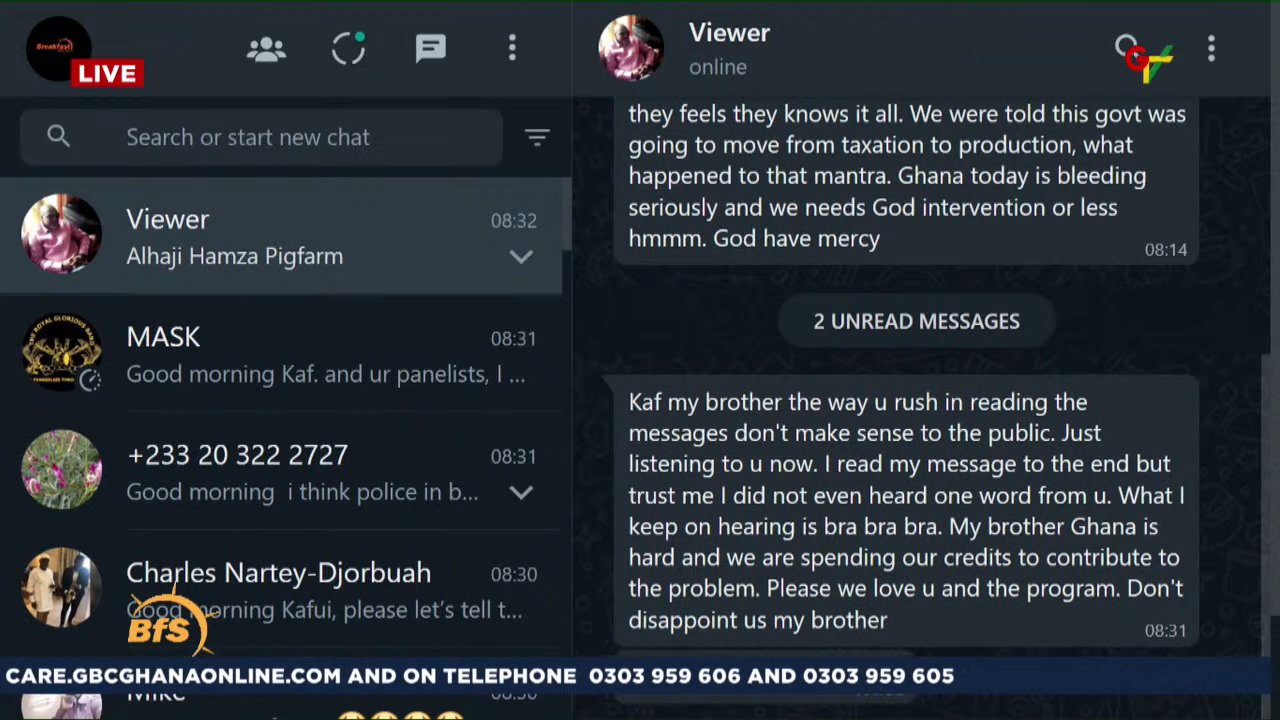 Breakfast
LIVE
Search or start new chat
Viewer
08:32
Alhaji Hamza Pigfarm
THE ROYAL GLORIOUS BAND
MASK
08:31
Good morning Kaf. and ur panelists, I ...
+233 20 322 2727
08:31
Good morning i think police in b...
Charles Nartey-Djorbuah
08:30
Good morning Kafui, please let's tell t...
BfS
Mike
Viewer
online
GTV
they feels they knows it all. We were told this govt was
going to move from taxation to production, what
happened to that mantra. Ghana today is bleeding
seriously and we needs God intervention or less
hmmm. God have mercy
08:14
2 UNREAD MESSAGES
Kaf my brother the way u rush in reading the
messages don't make sense to the public. Just
listening to u now. I read my message to the end but
trust me I did not even heard one word from u. What I
keep on hearing is bra bra bra. My brother Ghana is
hard and we are spending our credits to contribute to
the problem. Please we love u and the program. Don't
disappoint us my brother
08:31
CARE.GBCGHANAONLINE.COM AND ON TELEPHONE 0303 959 606 AND 0303 959 605